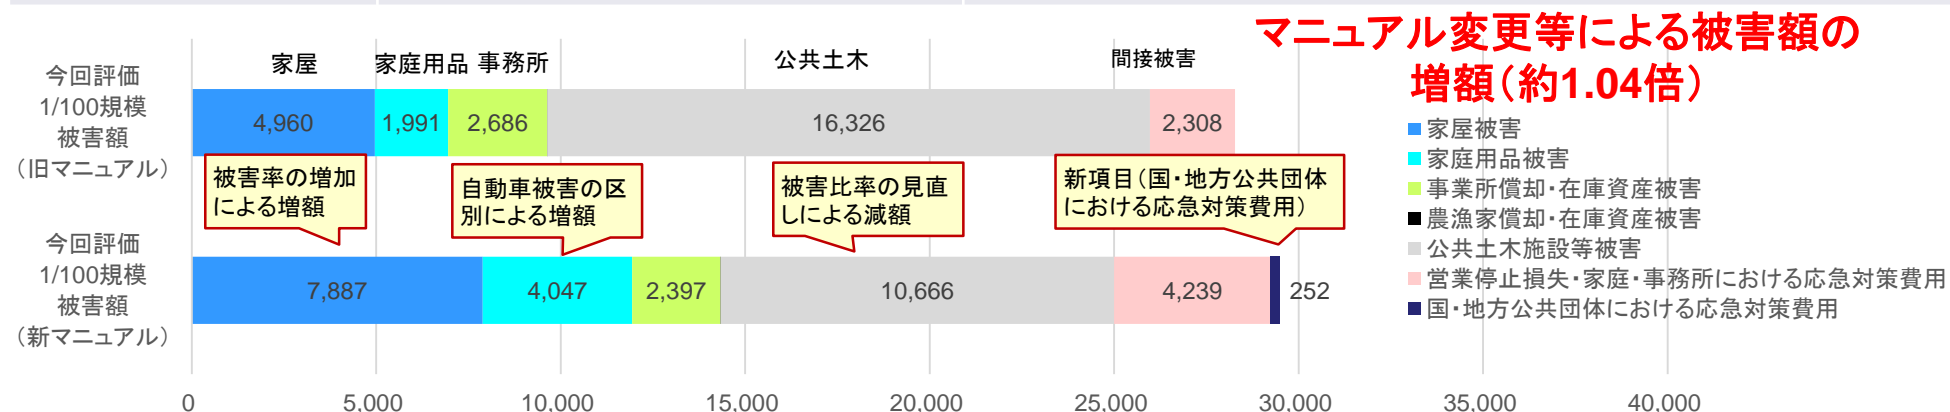 マニュアル変更等による被害額の
増額（約1.04倍）
家屋
家庭用品
事務所
公共土木
間接被害
今回評価
1/100規模
被害額
（旧マニュアル）
4,960
1,991
2,686
16,326
2,308
被害率の増加
による増額
自動車被害の区
別による増額
被害比率の見直
しによる減額
新項目（国・地方公共団体
における応急対策費用）
今回評価
1/100規模
被害額
（新マニュアル）
7,887
4,047
2,397
10,666
4,239
252
家屋被害
家庭用品被害
事業所償却・在庫資産被害
農漁家償却・在庫資産被害
公共土木施設等被害
営業停止損失・家庭・事務所における応急対策費用
国・地方公共団体における応急対策費用
0
5,000
10,000
15,000
20,000
25,000
30,000
35,000
40,000